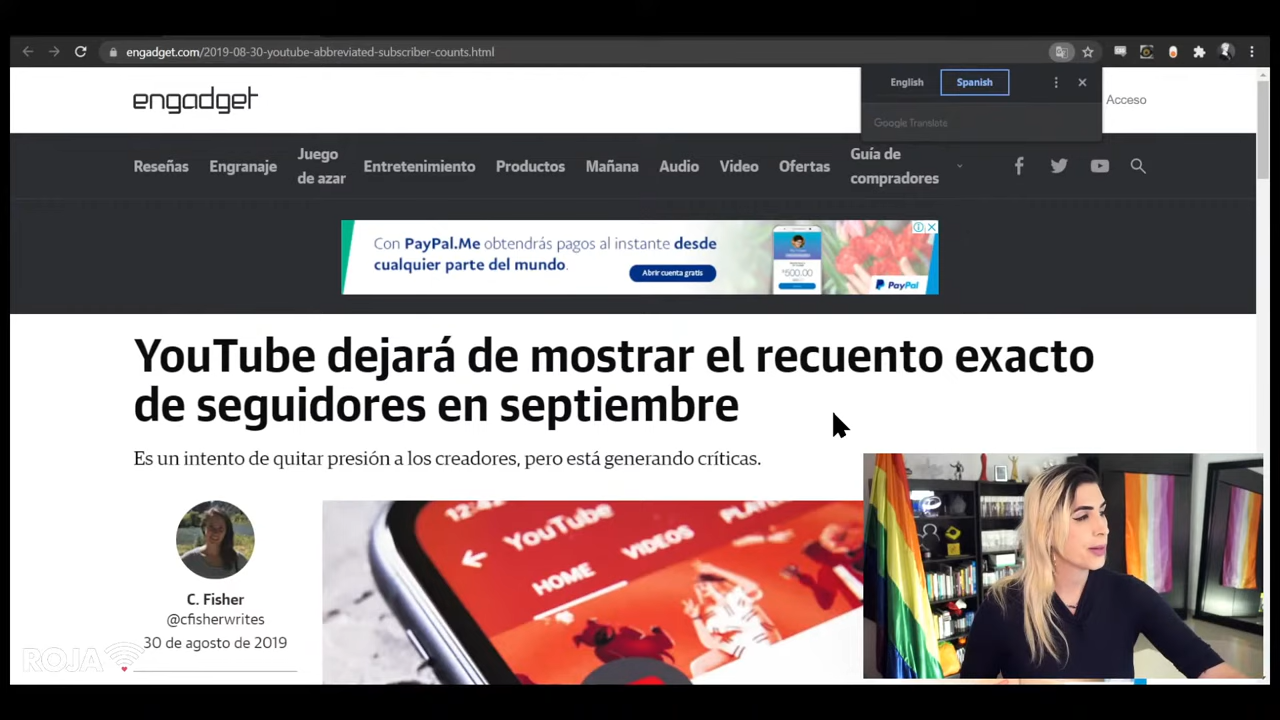 engadget.com/2019-08-30-youtube-abbreviated-subscriber-counts.html
English
Spanish
Google Translate
engadget
Acceso
Reseñas
Engranaje
Juego
de azar
Entretenimiento
Productos
Mañana
Audio
Video
Ofertas
Guía de
compradores
Con PayPal.Me obtendrás pagos al instante desde
cualquier parte del mundo.
Abrir cuenta gratis
$500.00
PayPal
YouTube dejará de mostrar el recuento exacto
de seguidores en septiembre
Es un intento de quitar presión a los creadores, pero está generando críticas.
YouTube
HOME
VIDEOS
C. Fisher
@cfisherwrites
30 de agosto de 2019
ROJA